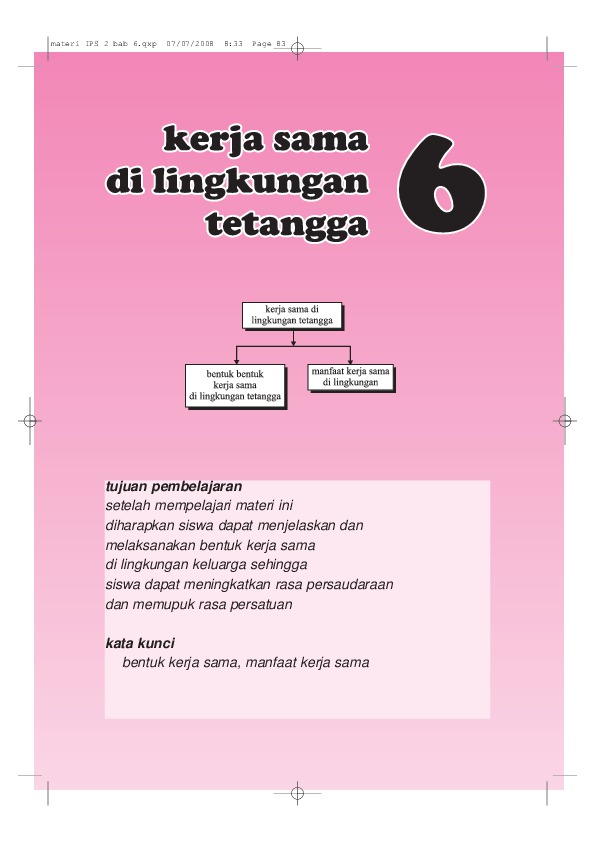 materi IPS 2 bab 6.qxp  07/07/2008  8:33  Page 83
kerja sama
di lingkungan
tetangga
6
kerja sama di
lingkungan tetangga
bentuk bentuk
kerja sama
di lingkungan tetangga
manfaat kerja sama
di lingkungan
tujuan pembelajaran
setelah mempelajari materi ini
diharapkan siswa dapat menjelaskan dan
melaksanakan bentuk kerja sama
di lingkungan keluarga sehingga
siswa dapat meningkatkan rasa persaudaraan
dan memupuk rasa persatuan
kata kunci
bentuk kerja sama, manfaat kerja sama